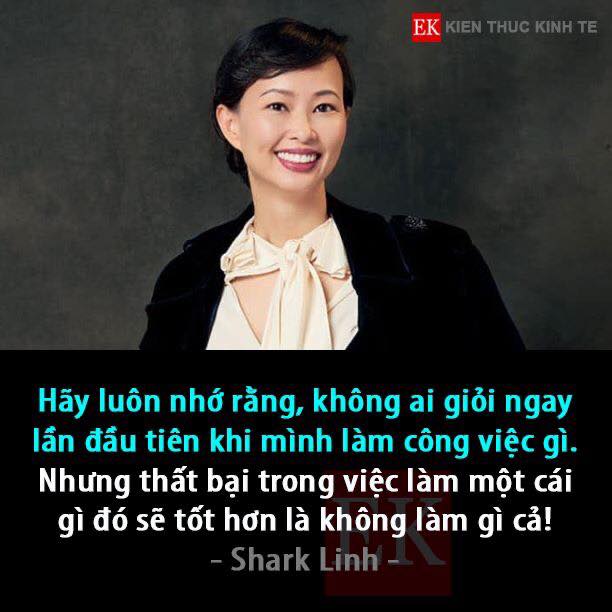 EK KIEN THUC KINH TE
Hãy luôn nhớ rằng, không ai giỏi ngay
lần đầu tiên khi mình làm công việc gì.
Nhưng thất bại trong việc làm một cái
gì đó sẽ tốt hơn là không làm gì cả!
– Shark Linh –
EK